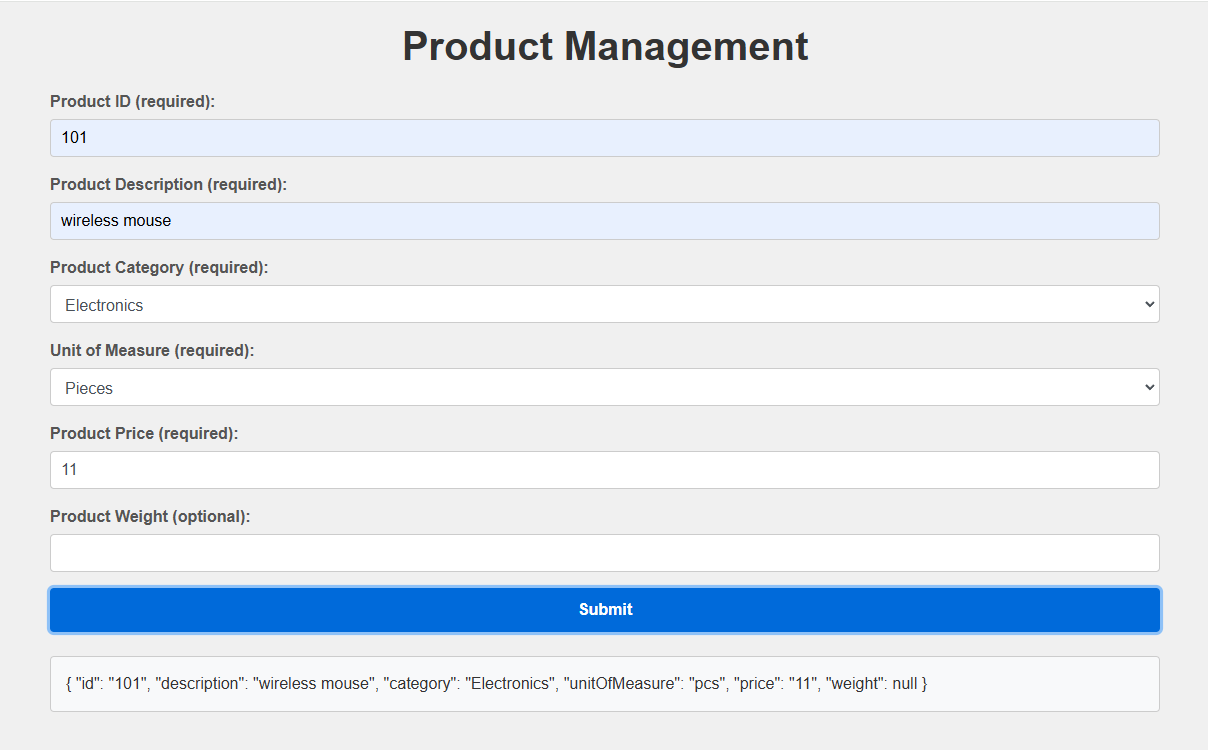 Product Management
Product ID (required):
101
Product Description (required):
wireless mouse
Product Category (required):
Electronics
Unit of Measure (required):
Pieces
Product Price (required):
11
Product Weight (optional):
Submit
{ "id": "101", "description": "wireless mouse", "category": "Electronics", "unitOfMeasure": "pcs", "price": "11", "weight": null }